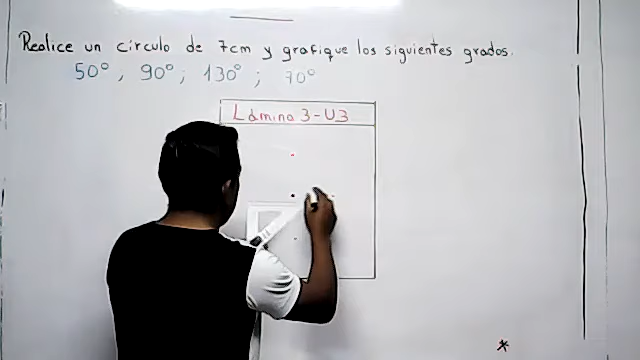 Realice un círculo de 7cm y grafique los siguientes grados.
50°, 90°; 130°; 70°
Lámina 3-U3
*